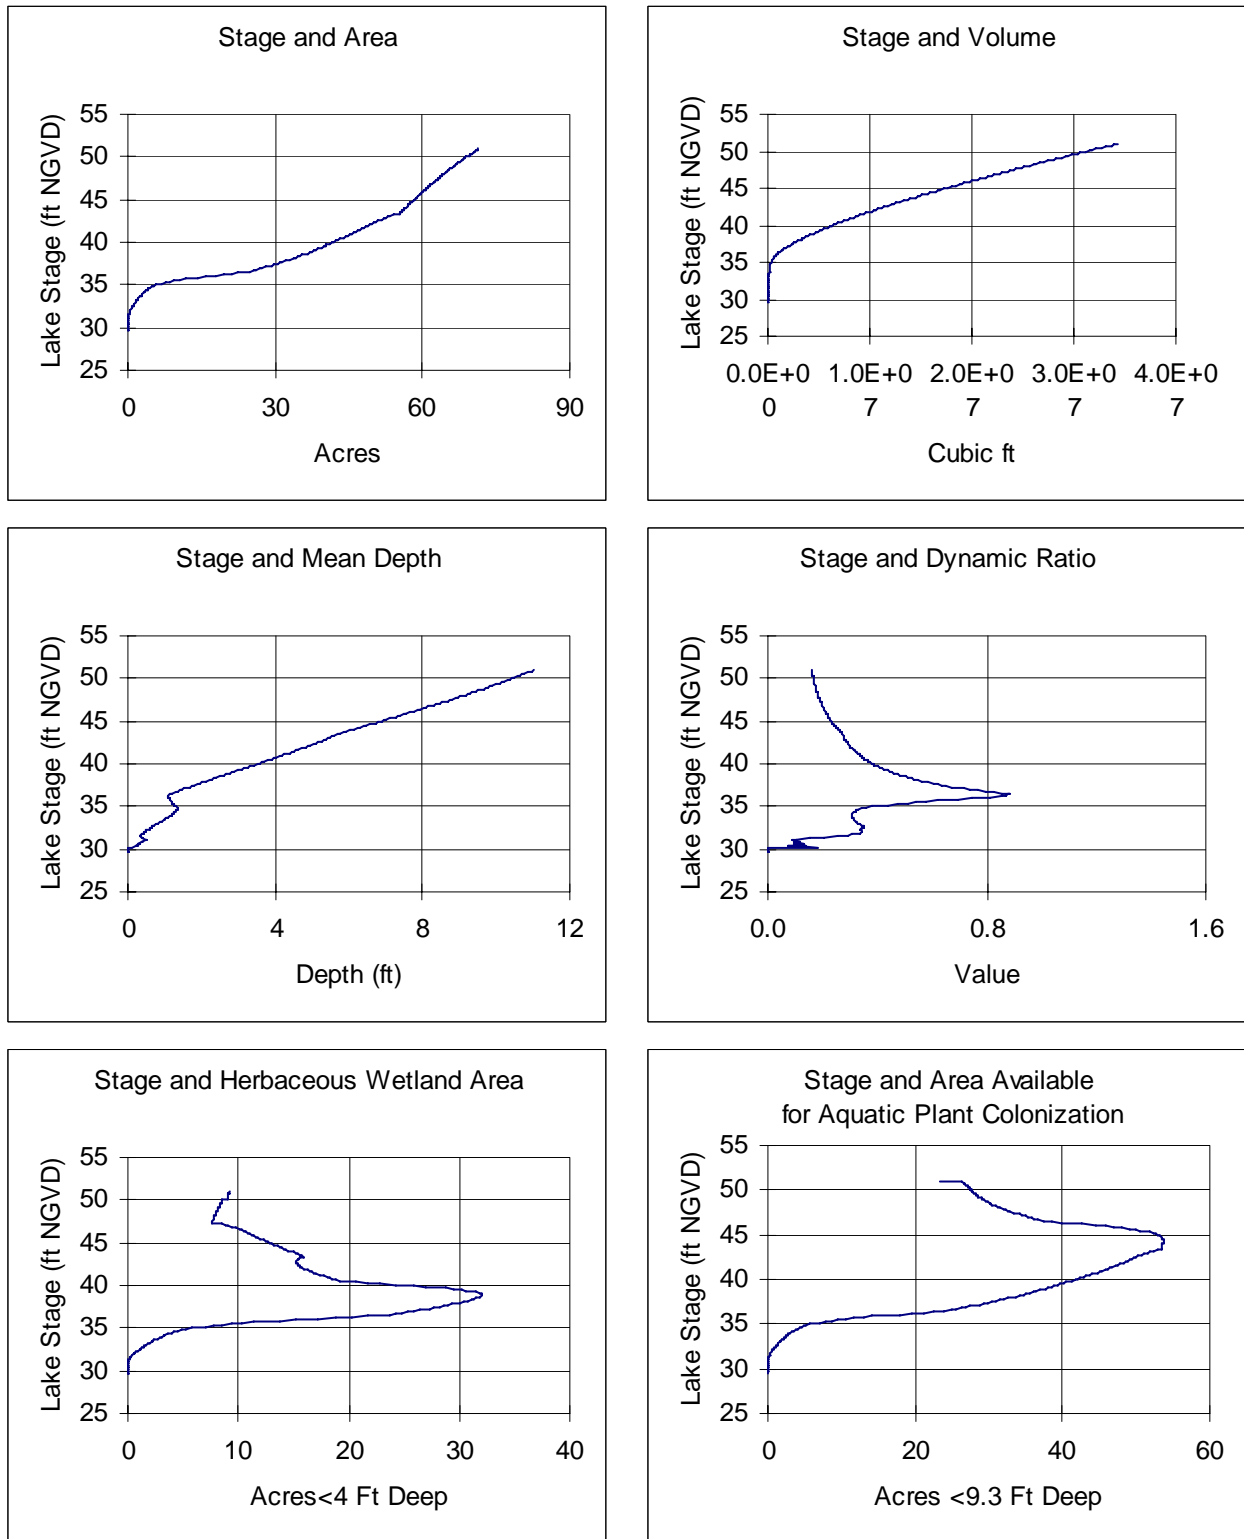 Stage and Area
Lake Stage (ft NGVD)
55
50
45
40
35
30
25
0 30 60 90
Acres
Stage and Volume
Lake Stage (ft NGVD)
55
50
45
40
35
30
25
0.0E+0 1.0E+0 2.0E+0 3.0E+0 4.0E+0
0 7 7 7 7
Cubic ft
Stage and Mean Depth
Lake Stage (ft NGVD)
55
50
45
40
35
30
25
0 4 8 12
Depth (ft)
Stage and Dynamic Ratio
Lake Stage (ft NGVD)
55
50
45
40
35
30
25
0.0 0.8 1.6
Value
Stage and Herbaceous Wetland Area
Lake Stage (ft NGVD)
55
50
45
40
35
30
25
0 10 20 30 40
Acres<4 Ft Deep
Stage and Area Available
for Aquatic Plant Colonization
Lake Stage (ft NGVD)
55
50
45
40
35
30
25
0 20 40 60
Acres <9.3 Ft Deep